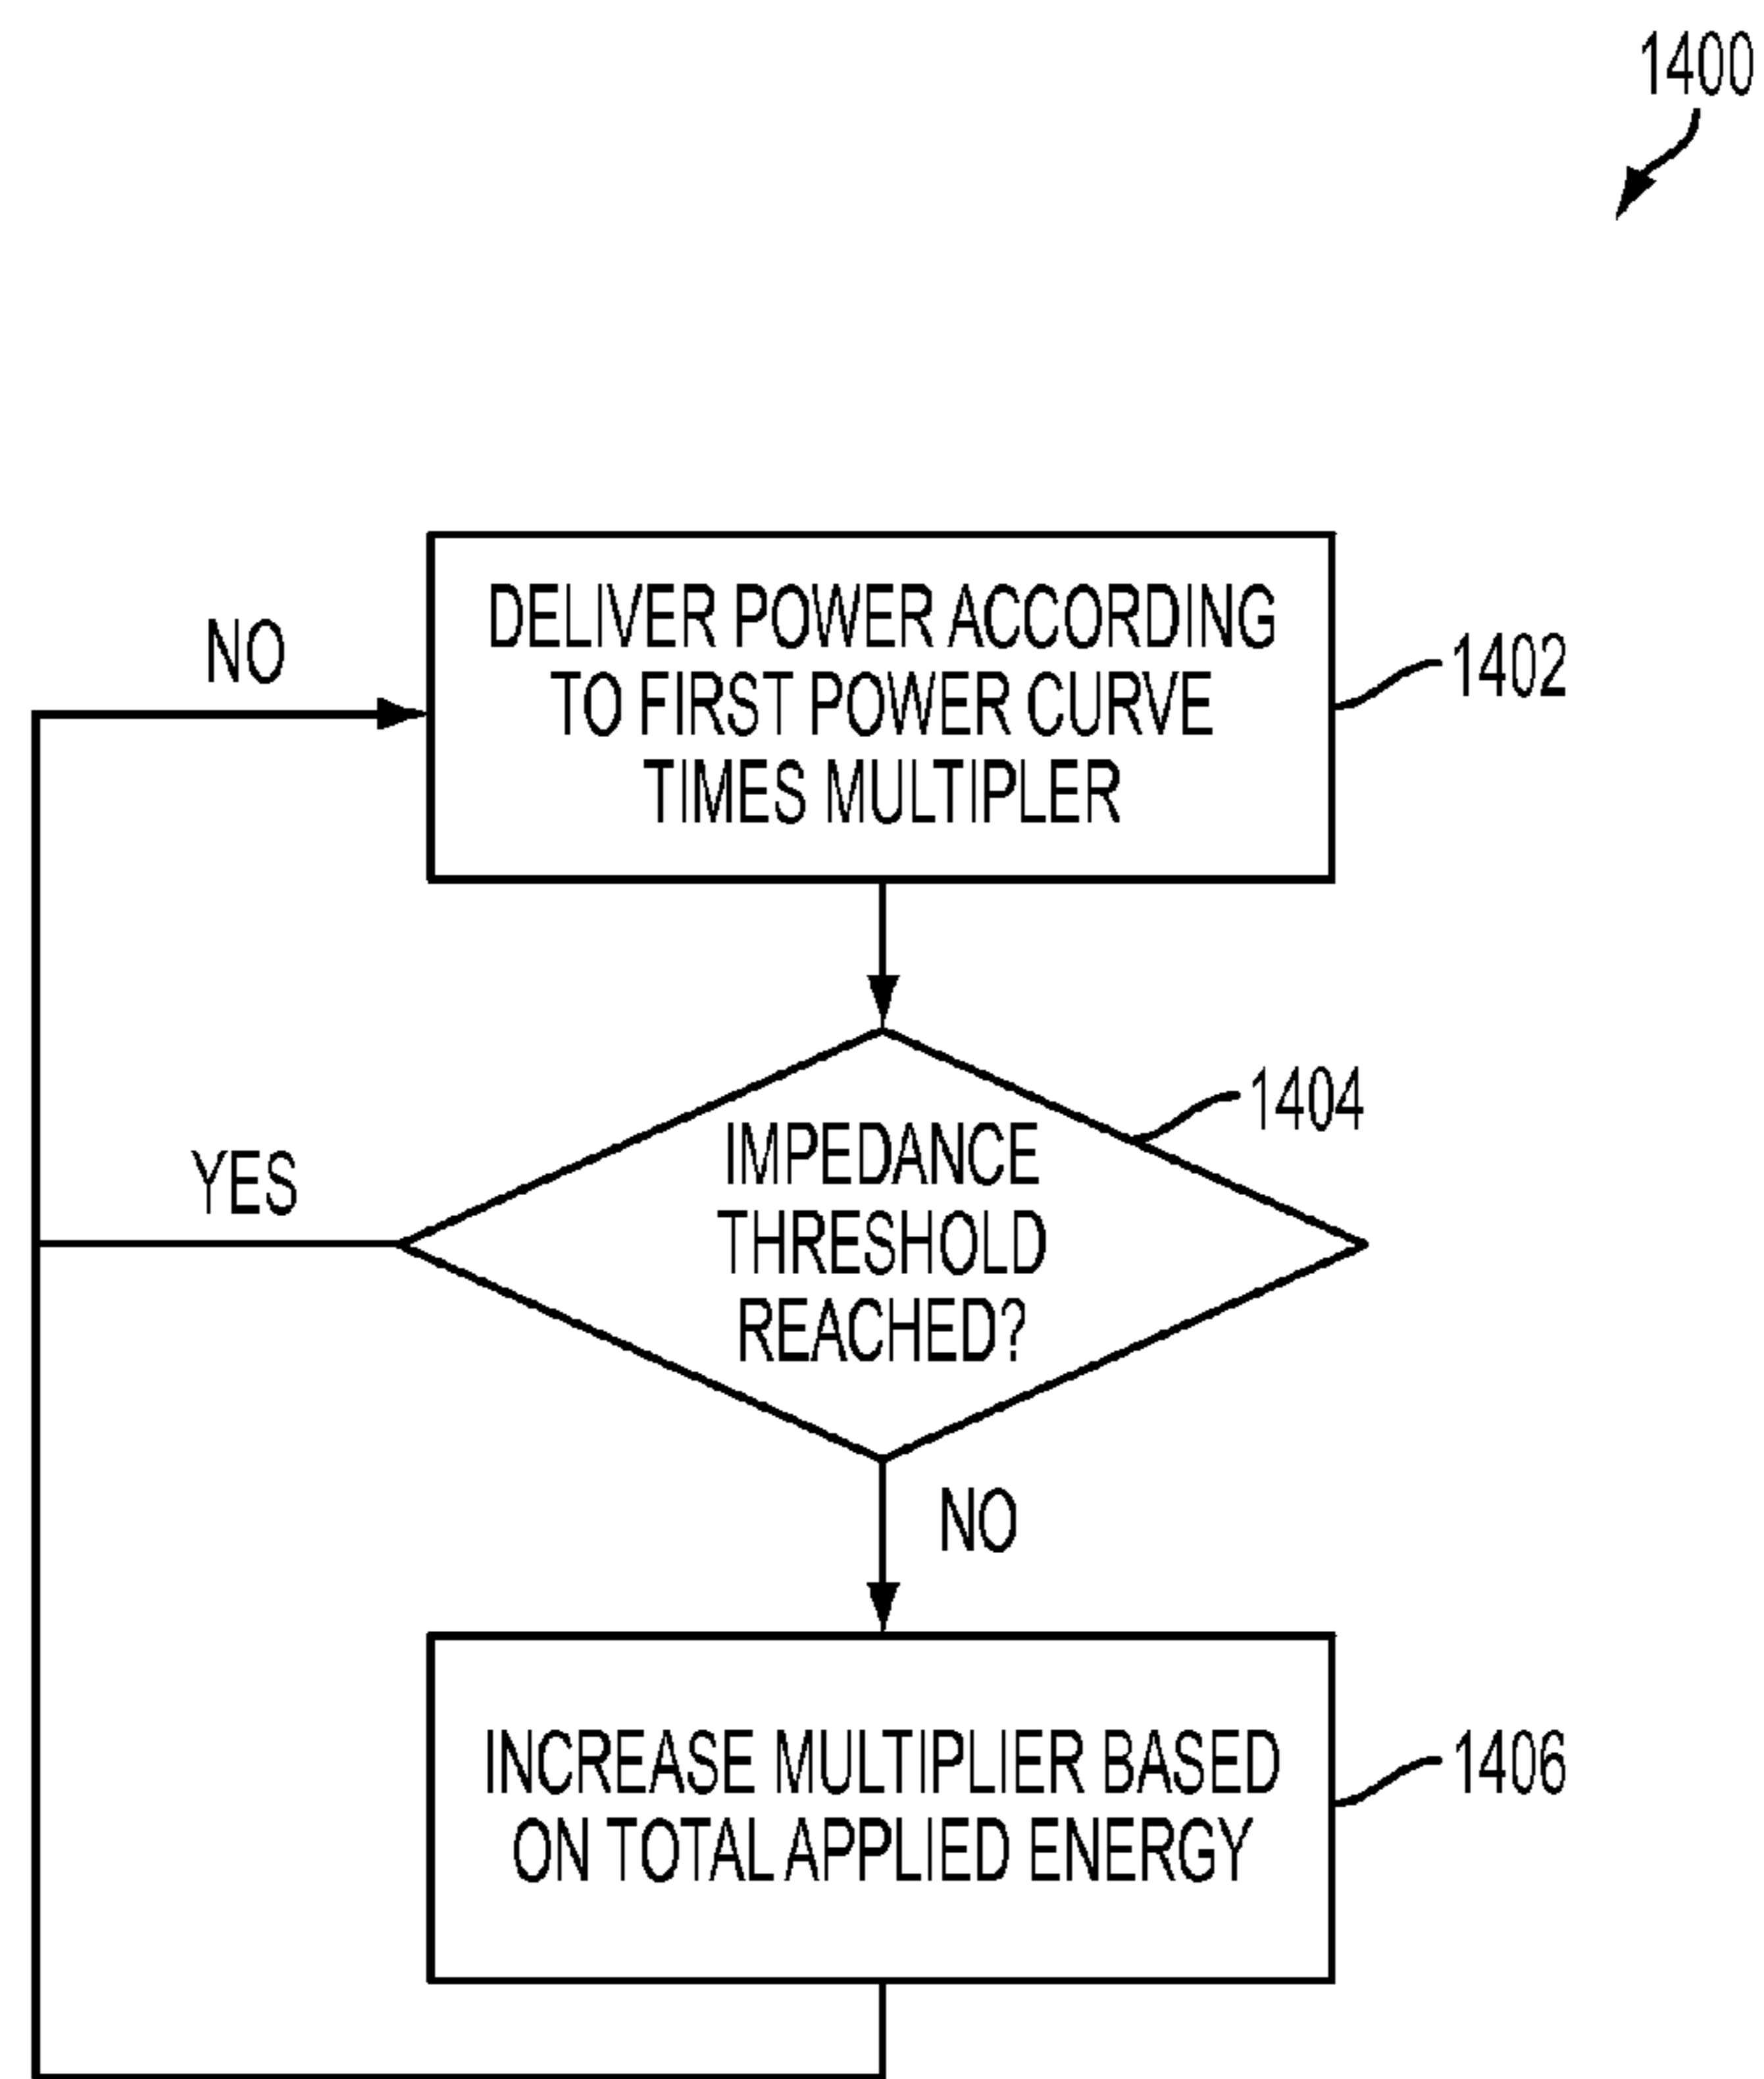 1400
NO
DELIVER POWER ACCORDING
TO FIRST POWER CURVE
TIMES MULTIPLER
1402
1404
YES
IMPEDANCE
THRESHOLD
REACHED?
NO
INCREASE MULTIPLIER BASED
ON TOTAL APPLIED ENERGY
1406